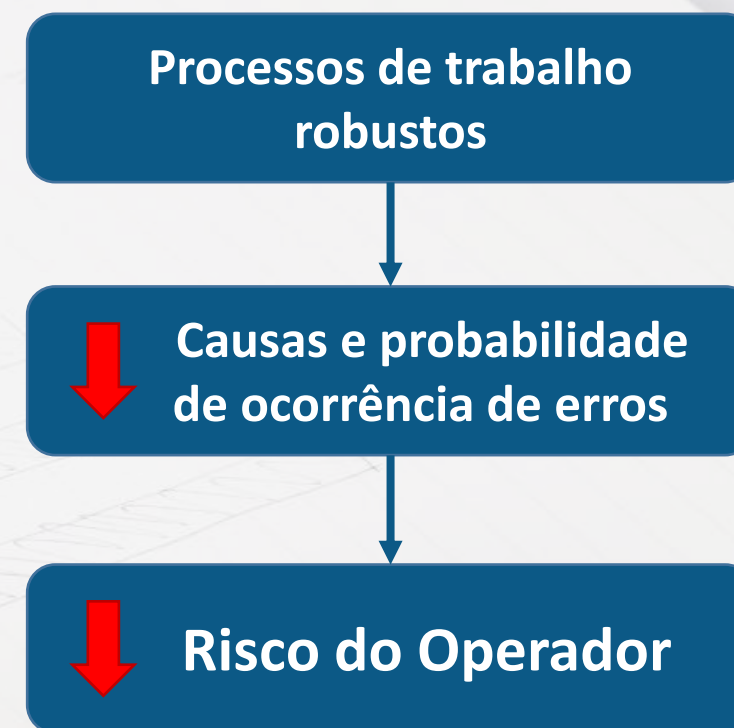 Processos de trabalho
robustos
Causas e probabilidade
de ocorrência de erros
Risco do Operador